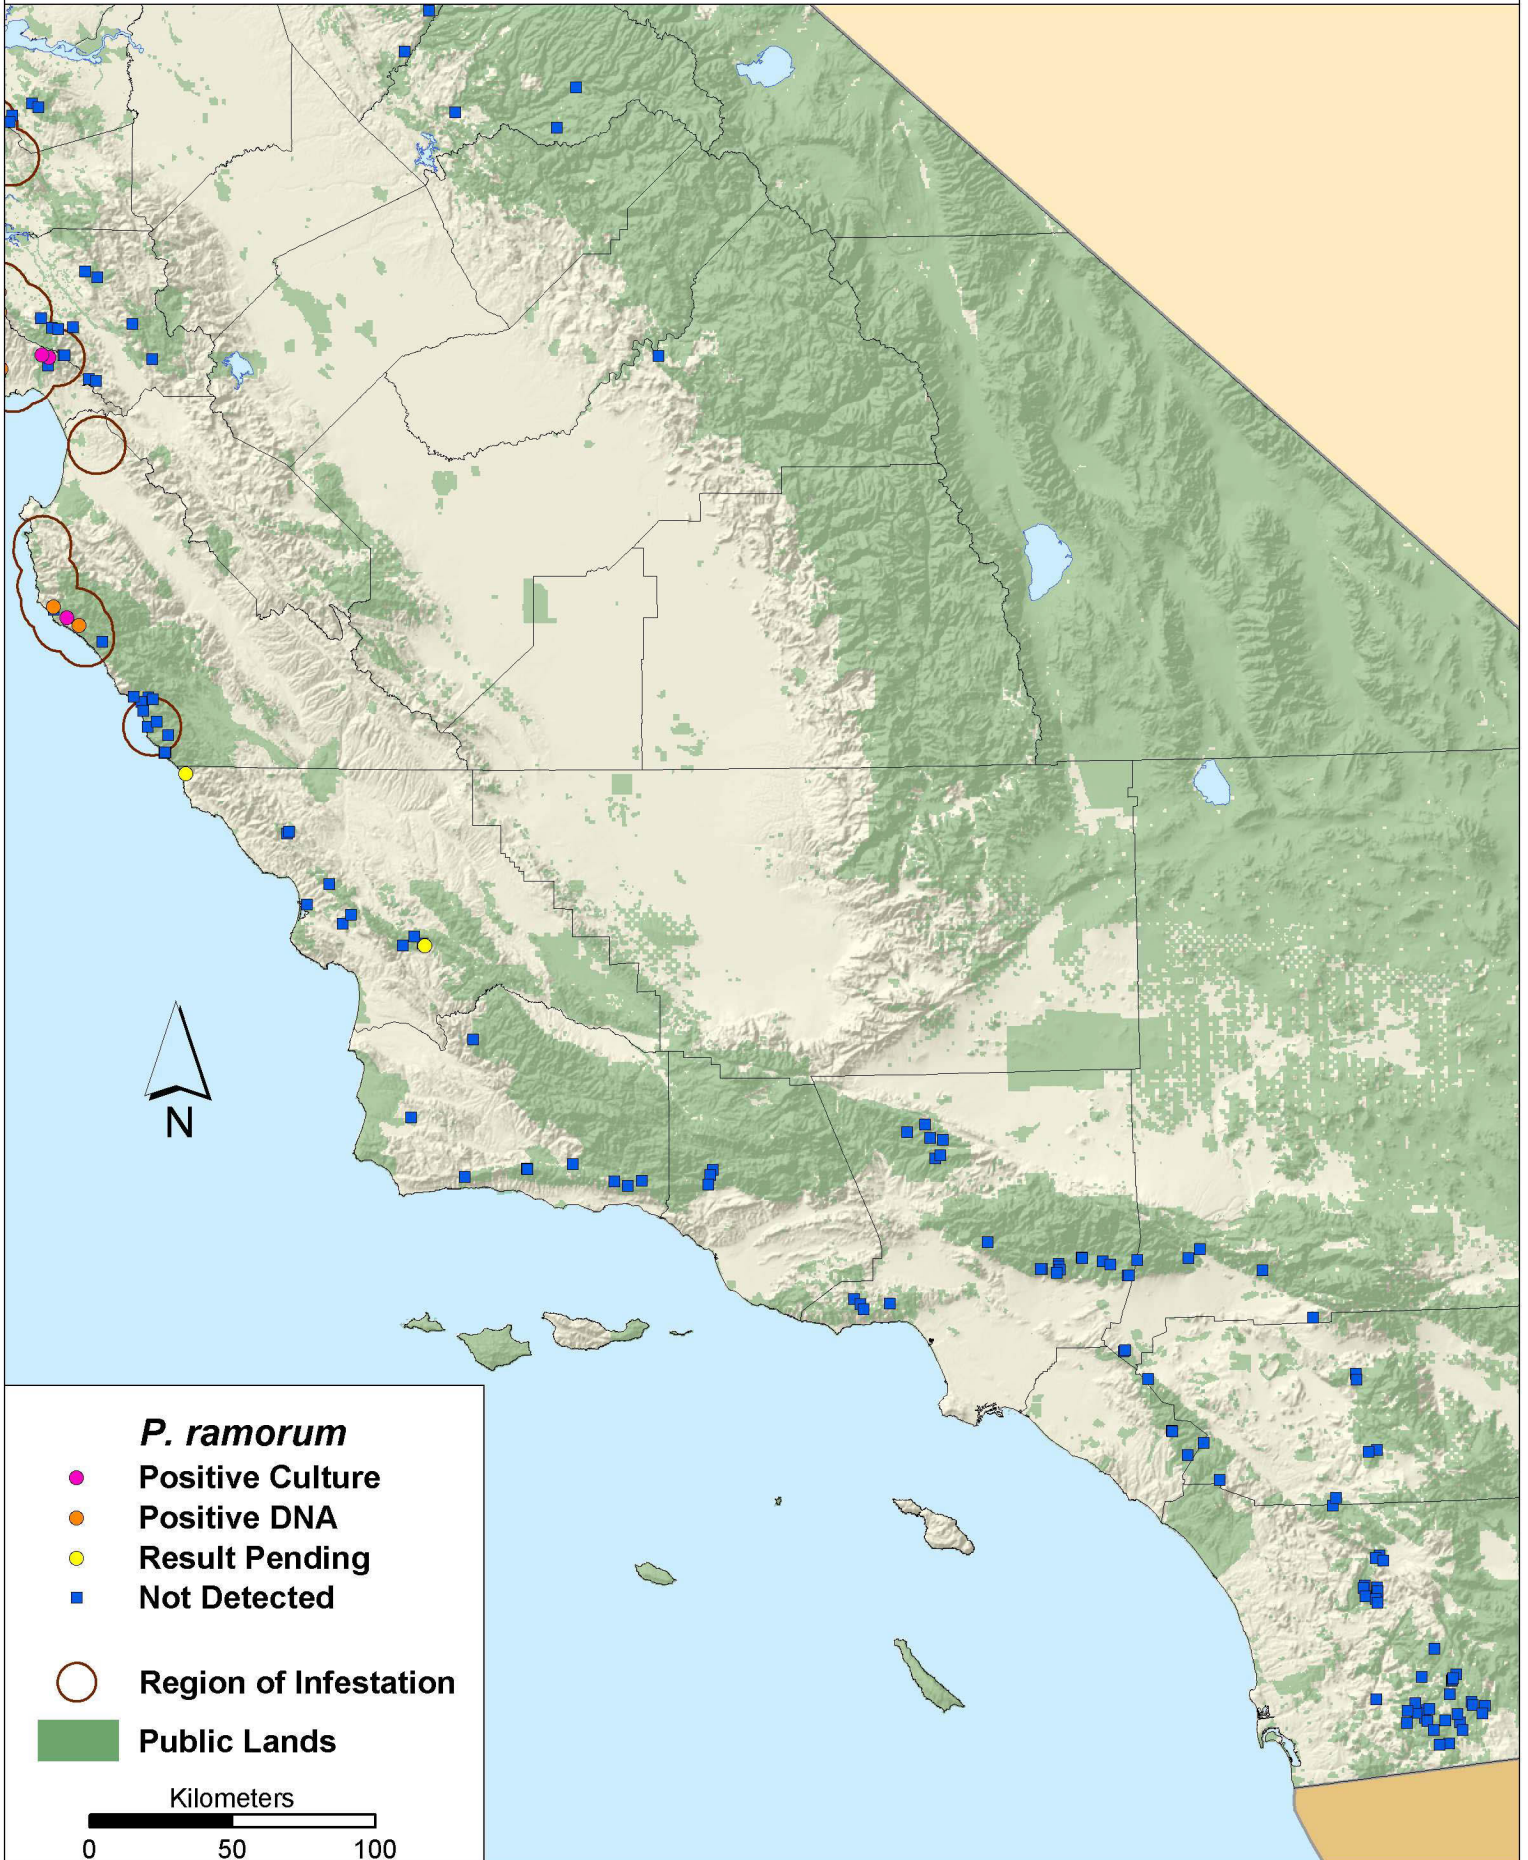 N
P. ramorum
Positive Culture
Positive DNA
Result Pending
Not Detected
Region of Infestation
Public Lands
Kilometers
0 50 100